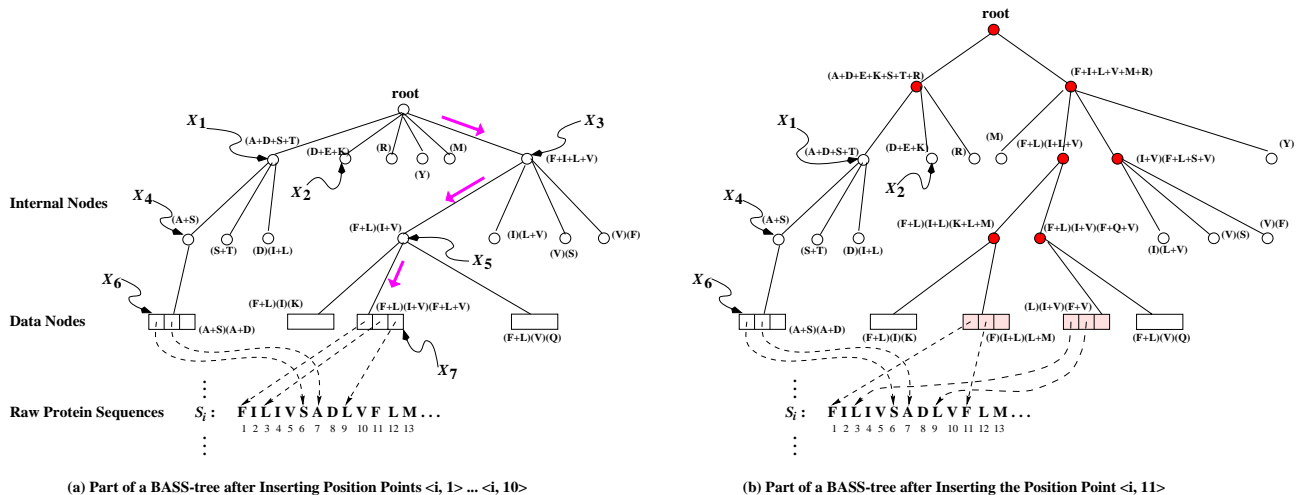 root
X1
(A+D+S+T)
(D+E+K)
(R)
(Y)
(M)
X3
(F+I+L+V)
X2
Internal Nodes
X4
(A+S)
(S+T)
(D)(I+L)
(F+L)(I+V)
X5
(I)(L+V)
(V)(S)
(V)(F)
X6
Data Nodes
(A+S)(A+D)
(F+L)(I)(K)
(F+L)(I+V)(F+L+V)
(F+L)(V)(Q)
X7
Raw Protein Sequences
Si : F I L I V S A D L V F L M . . .
1 2 3 4 5 6 7 8 9 10 11 12 13
(a) Part of a BASS-tree after Inserting Position Points <i, 1> ... <i, 10>
root
(A+D+E+K+S+T+R)
(F+I+L+V+M+R)
X1
(A+D+S+T)
(D+E+K)
(R)
(M)
(F+L)(I+L+V)
(I+V)(F+L+S+V)
(Y)
X2
X4
(A+S)
(S+T)
(D)(I+L)
(F+L)(I+L)(K+L+M)
(F+L)(I+V)(F+Q+V)
(I)(L+V)
(V)(S)
(V)(F)
X6
(A+S)(A+D)
(F+L)(I)(K)
(F)(I+L)(L+M)
(L)(I+V)(F+V)
(F+L)(V)(Q)
Si : F I L I V S A D L V F L M . . .
1 2 3 4 5 6 7 8 9 10 11 12 13
(b) Part of a BASS-tree after Inserting the Position Point <i, 11>